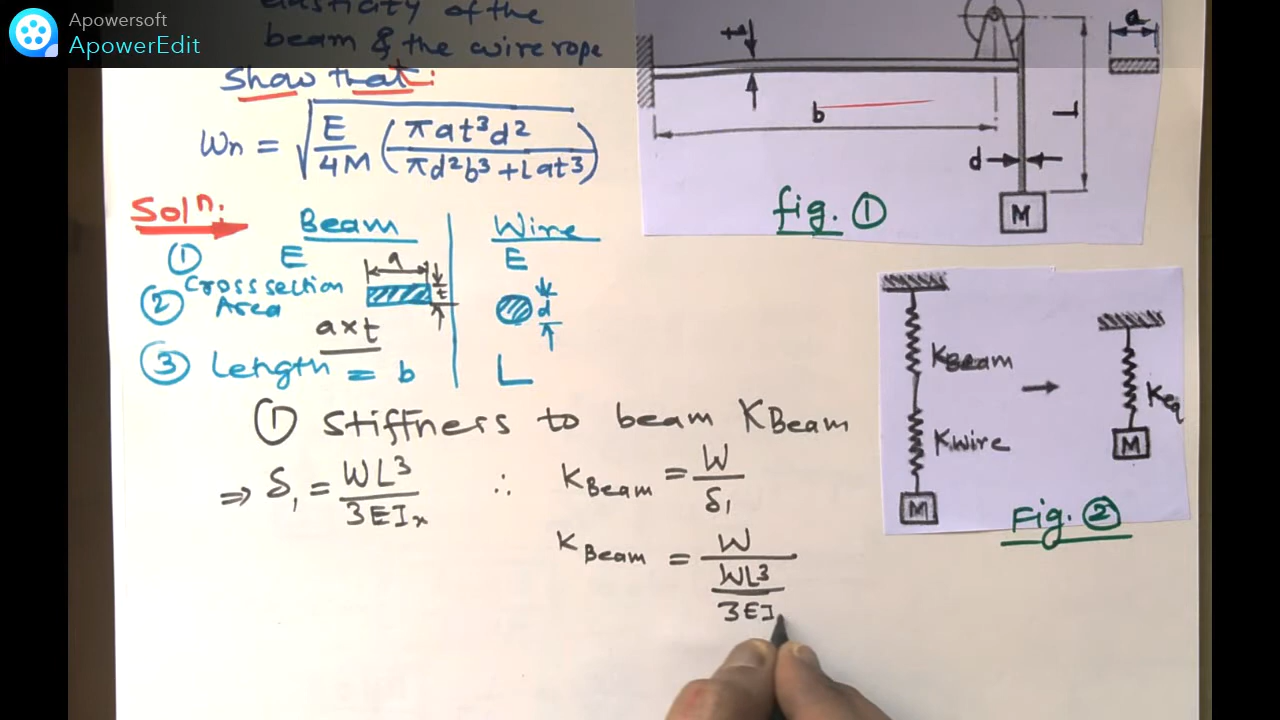 Apowersoft
ApowerEdit
elasticity of the
beam & the wire rope
Show that:
Wn = √ E/4M (πat³d²/πd²b³+Lat³)
Solⁿ.
Beam
Wire
① E
E
② Cross section Area
a
t
d
a×t
③ Length = b
L
① Stiffness to beam KBeam
⇒ δ₁ = WL³/3EIx ∴ KBeam = W/δ₁
KBeam = W/WL³/3EI
t
b
a
L
d
M
fig. ①
KBeam
→
Keq
KWire
M
M
Fig. ②